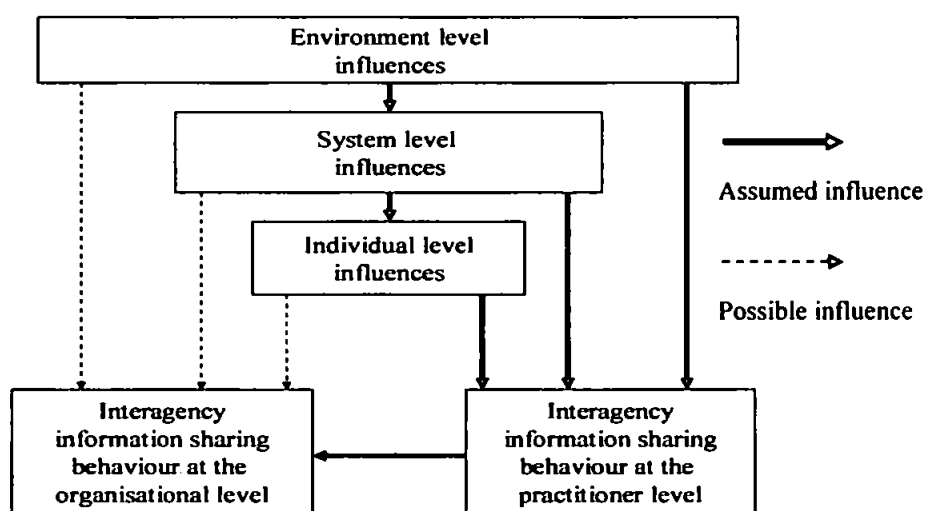 Environment level
influences
System level
influences
Individual level
influences
Assumed influence
Possible influence
Interagency
information sharing
behaviour at the
organisational level
Interagency
information sharing
behaviour at the
practitioner level